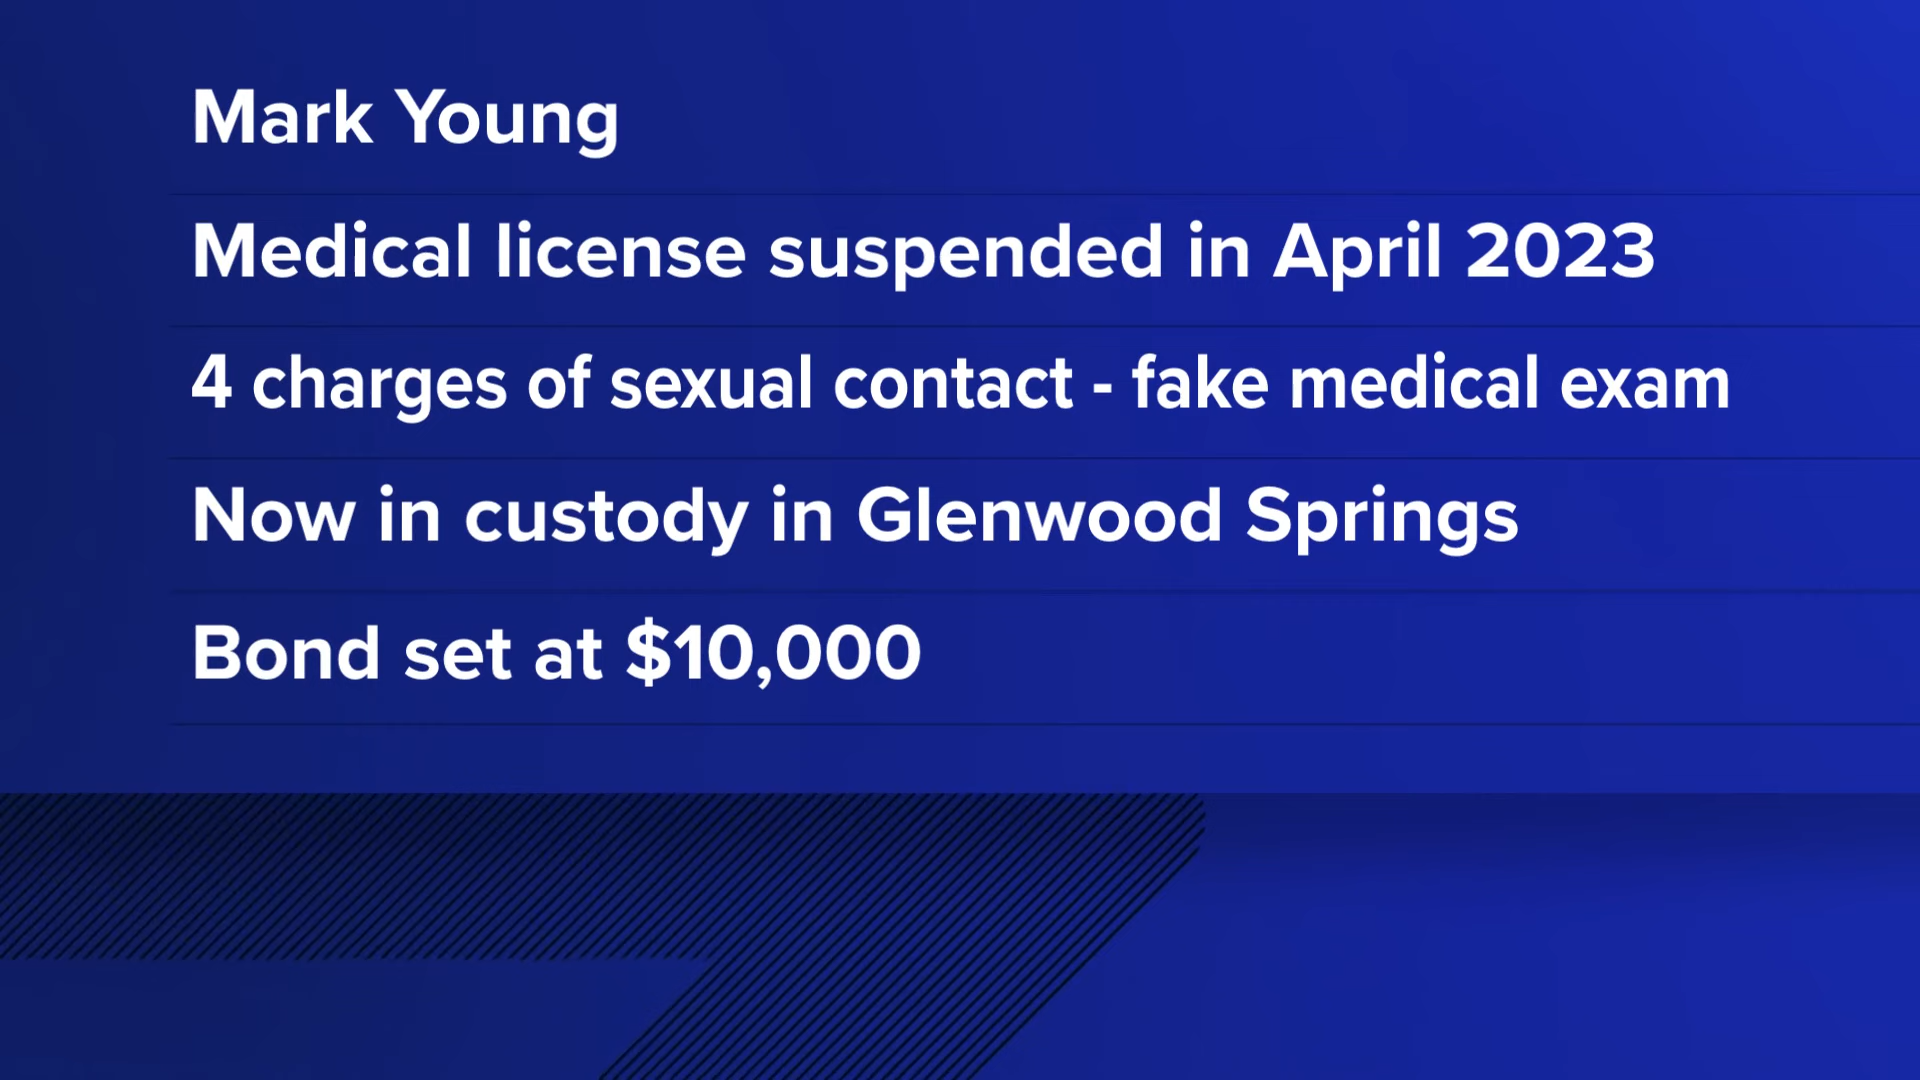 Mark Young
Medical license suspended in April 2023
4 charges of sexual contact - fake medical exam
Now in custody in Glenwood Springs
Bond set at $10,000